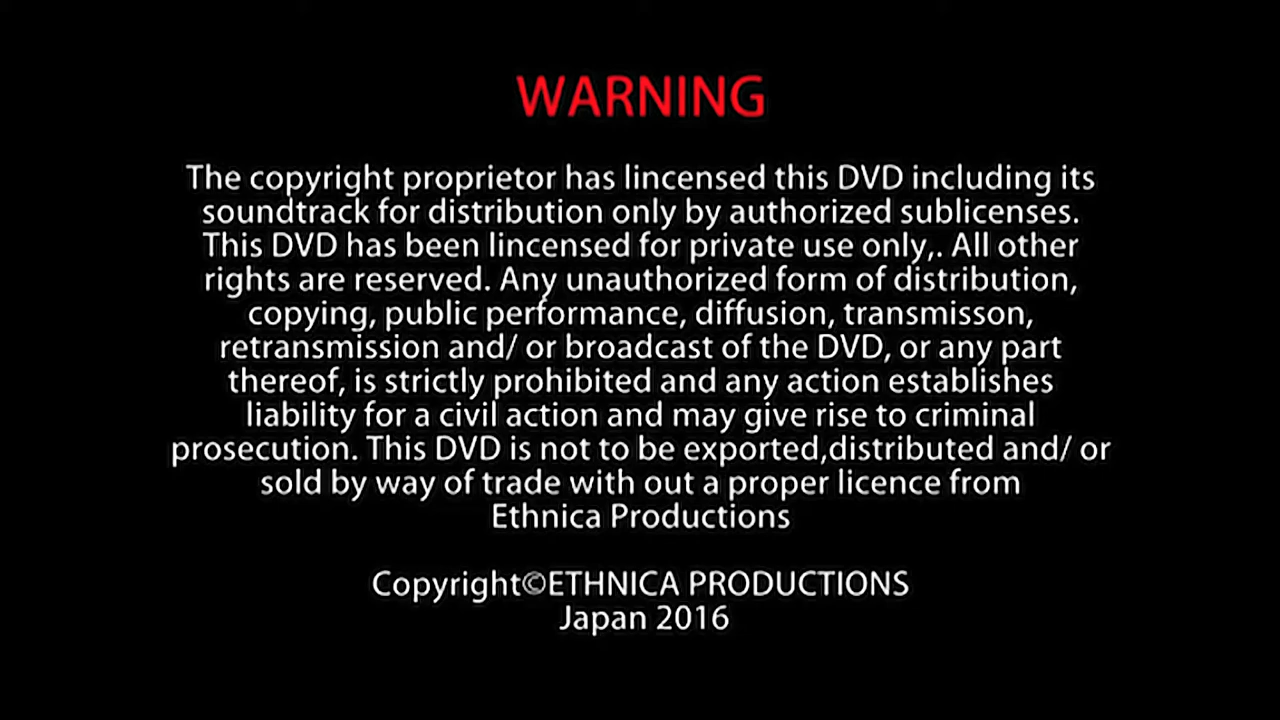 WARNING
The copyright proprietor has lincensed this DVD including its
soundtrack for distribution only by authorized sublicenses.
This DVD has been lincensed for private use only,. All other
rights are reserved. Any unauthorized form of distribution,
copying, public performance, diffusion, transmisson,
retransmission and/ or broadcast of the DVD, or any part
thereof, is strictly prohibited and any action establishes
liability for a civil action and may give rise to criminal
prosecution. This DVD is not to be exported,distributed and/ or
sold by way of trade with out a proper licence from
Ethnica Productions
Copyright©ETHNICA PRODUCTIONS
Japan 2016